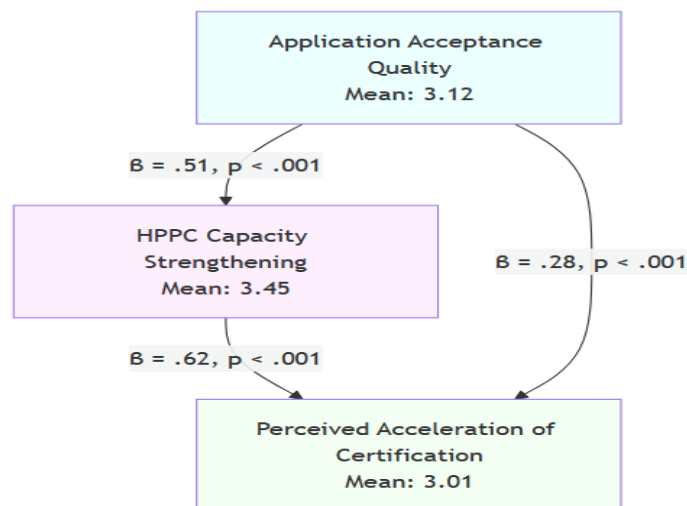 Application Acceptance
Quality
Mean: 3.12
β = .51, p < .001
HPPC Capacity
Strengthening
Mean: 3.45
β = .28, p < .001
β = .62, p < .001
Perceived Acceleration of
Certification
Mean: 3.01